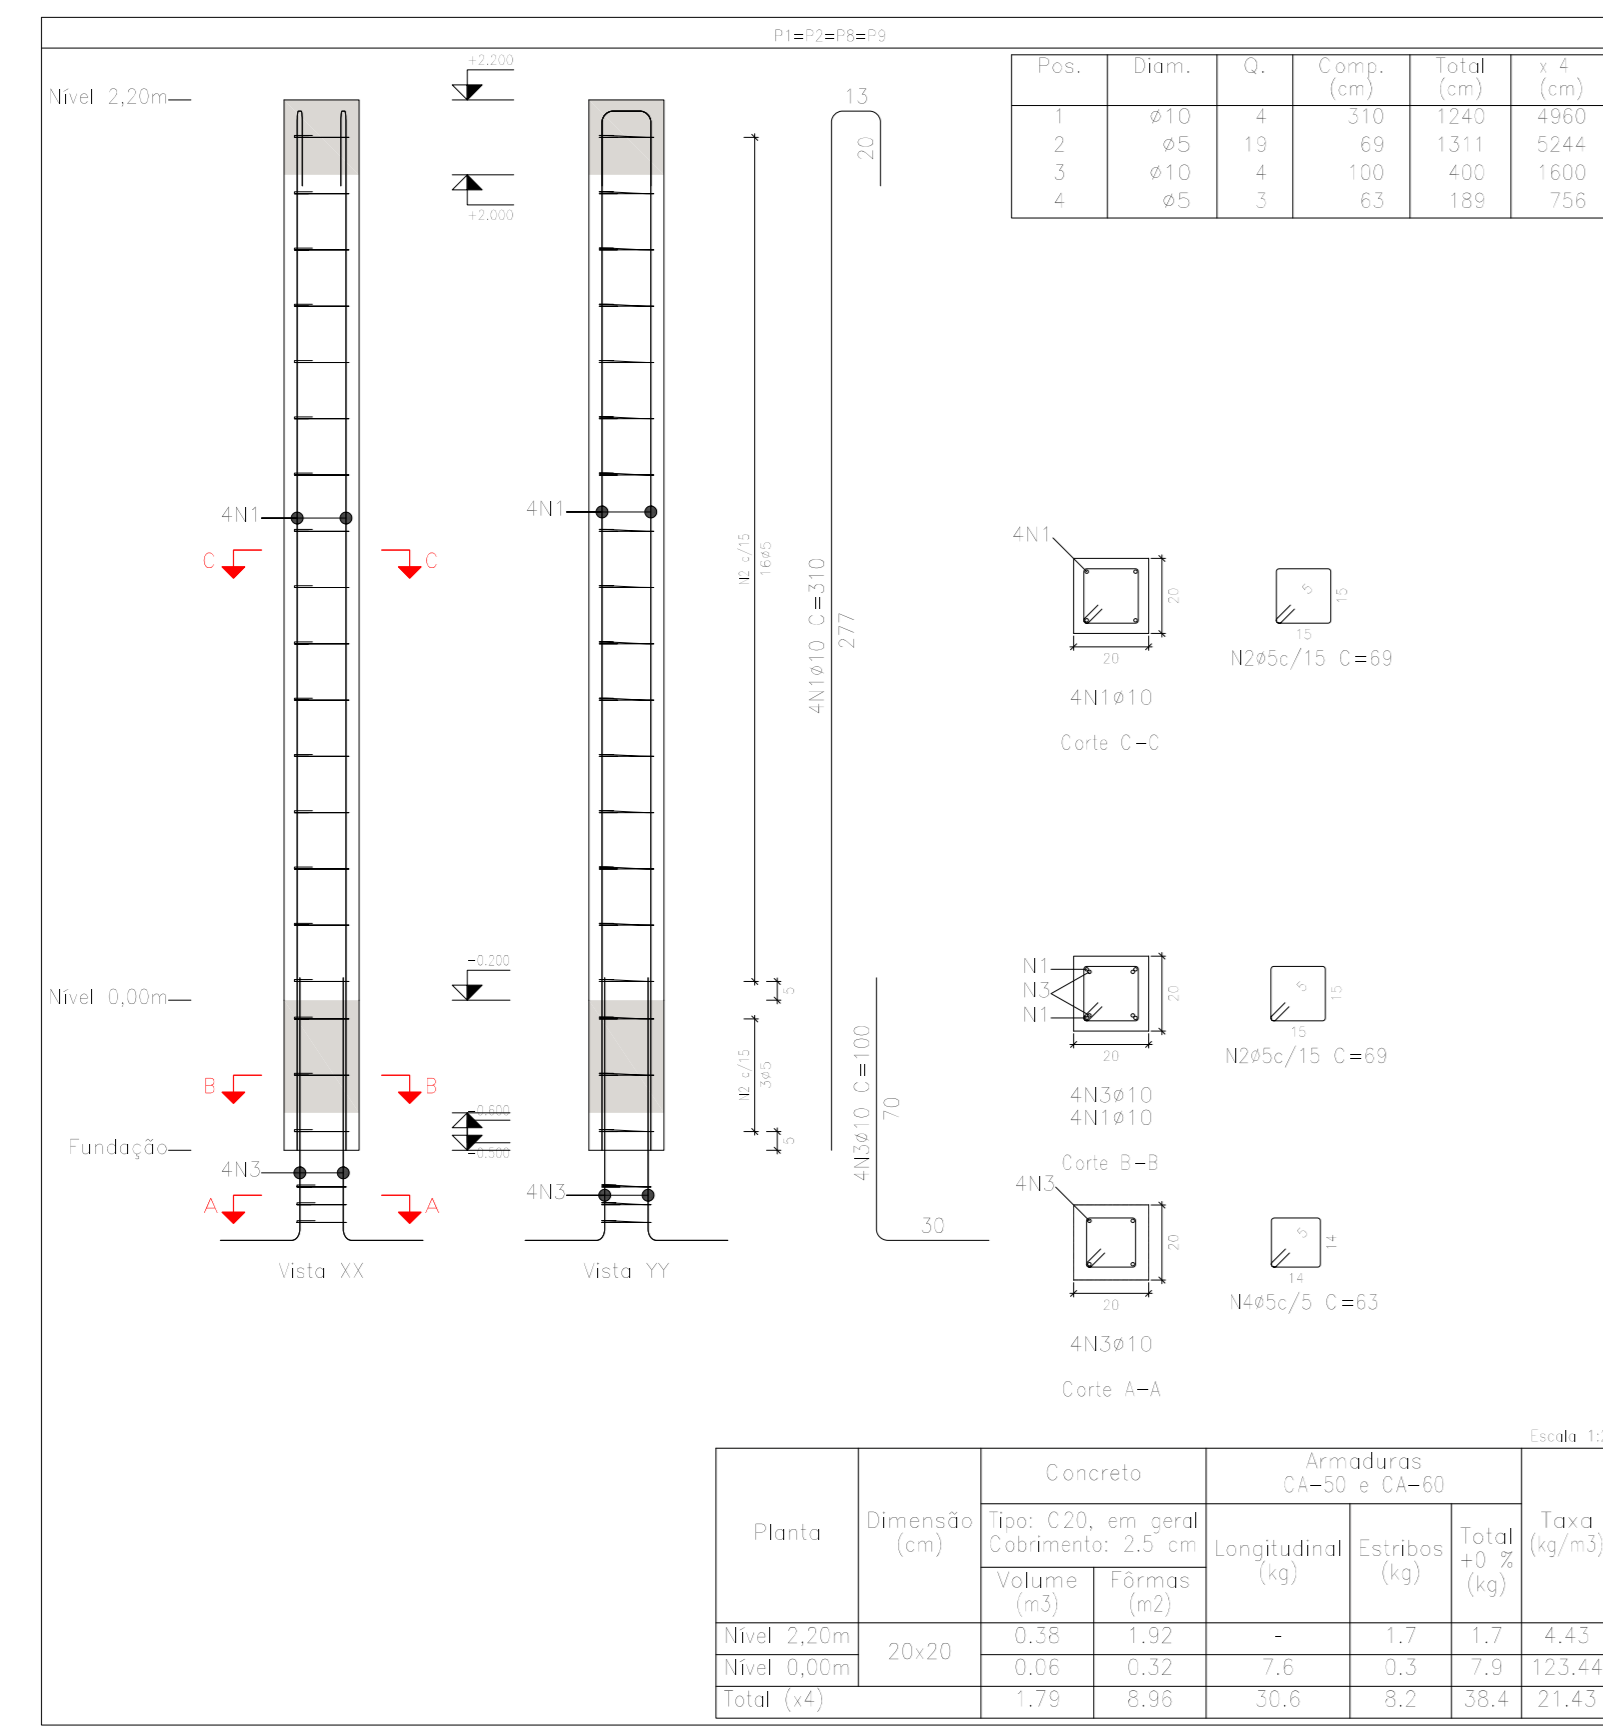 P1=P2=P8=P9
Pos. Diam. Q. Comp. (cm) Total (cm) x 4 (cm)
1 ø10 4 310 1240 4960
2 ø5 19 69 1311 5244
3 ø10 4 100 400 1600
4 ø5 3 63 189 756
Nível 2,20m
+2.200
+2.000
13
20
4N1
4N1
C
C
N2 c/15
16ø5
4N1ø10 C=310
277
4N1
20
20
4N1ø10
Corte C-C
5
15
15
N2ø5c/15 C=69
Nível 0,00m
-0.200
5
N2 c/15
3ø5
5
B
B
-0.600
-0.500
Fundação
4N3
4N3
A
A
4N3ø10 C=100
70
30
Vista XX
Vista YY
N1
N3
N1
20
20
4N3ø10
4N1ø10
Corte B-B
5
15
15
N2ø5c/15 C=69
4N3
20
20
4N3ø10
Corte A-A
5
14
14
N4ø5c/5 C=63
Escala 1:
Planta
Dimensão
(cm)
Concreto
Tipo: C20, em geral
Cobrimento: 2.5 cm
Volume
(m3)
Fôrmas
(m2)
Armaduras
CA-50 e CA-60
Longitudinal
(kg)
Estribos
(kg)
Total
+0 %
(kg)
Taxa
(kg/m3)
Nível 2,20m 20x20 0.38 1.92 - 1.7 1.7 4.43
Nível 0,00m 0.06 0.32 7.6 0.3 7.9 123.44
Total (x4) 1.79 8.96 30.6 8.2 38.4 21.43